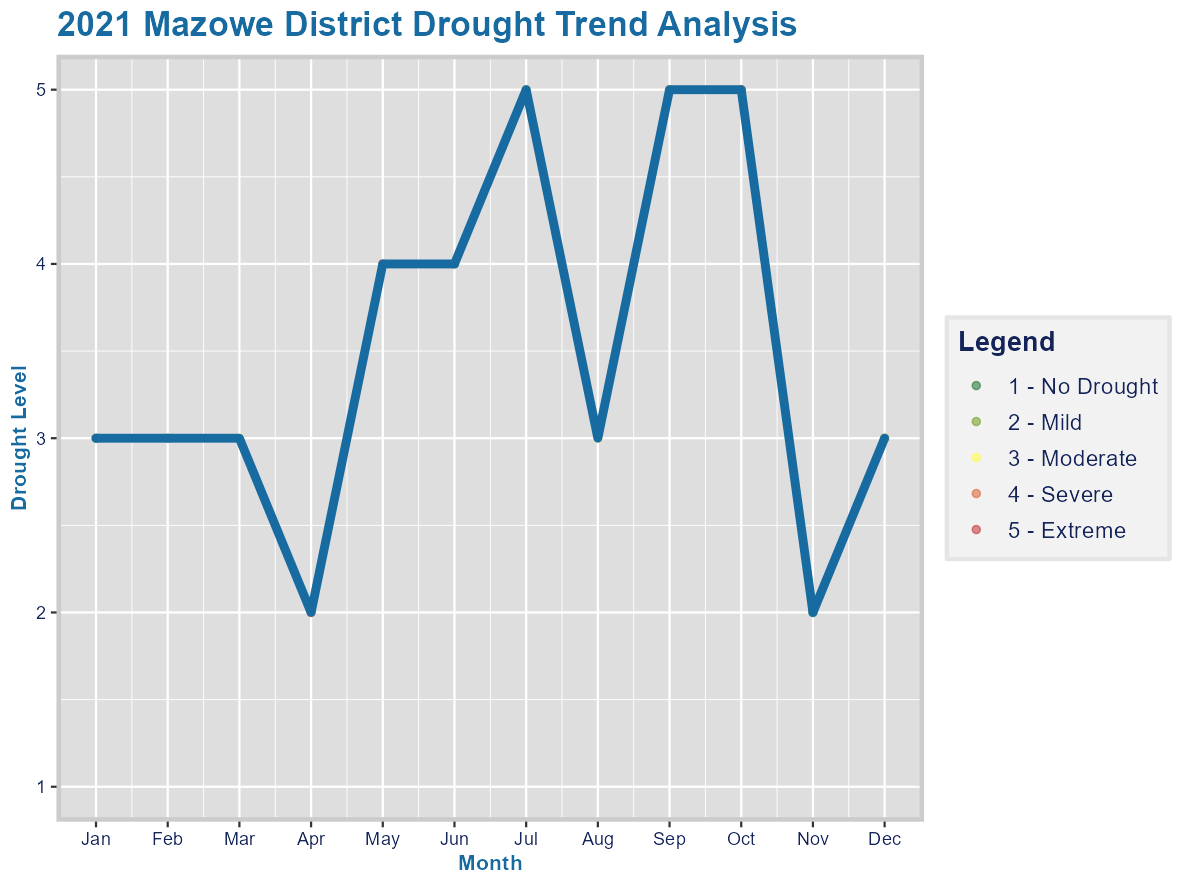 2021 Mazowe District Drought Trend Analysis
5
4
3
2
1
Drought Level
Jan Feb Mar Apr May Jun Jul Aug Sep Oct Nov Dec
Month
Legend
1 - No Drought
2 - Mild
3 - Moderate
4 - Severe
5 - Extreme